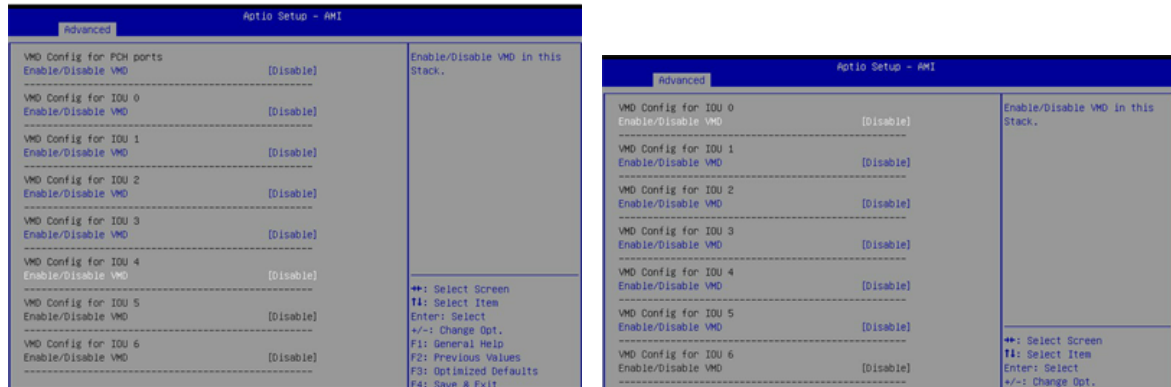 Aptio Setup - AMI
Advanced
VMD Config for PCH ports
Enable/Disable VMD [Disable]
--------------------------------------------------
VMD Config for IOU 0
Enable/Disable VMD [Disable]
--------------------------------------------------
VMD Config for IOU 1
Enable/Disable VMD [Disable]
--------------------------------------------------
VMD Config for IOU 2
Enable/Disable VMD [Disable]
--------------------------------------------------
VMD Config for IOU 3
Enable/Disable VMD [Disable]
--------------------------------------------------
VMD Config for IOU 4
Enable/Disable VMD [Disable]
--------------------------------------------------
VMD Config for IOU 5
Enable/Disable VMD [Disable]
--------------------------------------------------
VMD Config for IOU 6
Enable/Disable VMD [Disable]
--------------------------------------------------
Enable/Disable VMD in this
Stack.
→←: Select Screen
↑↓: Select Item
Enter: Select
+/-: Change Opt.
F1: General Help
F2: Previous Values
F3: Optimized Defaults
F4: Save & Exit
Aptio Setup - AMI
Advanced
VMD Config for IOU 0
Enable/Disable VMD [Disable]
--------------------------------------------------
VMD Config for IOU 1
Enable/Disable VMD [Disable]
--------------------------------------------------
VMD Config for IOU 2
Enable/Disable VMD [Disable]
--------------------------------------------------
VMD Config for IOU 3
Enable/Disable VMD [Disable]
--------------------------------------------------
VMD Config for IOU 4
Enable/Disable VMD [Disable]
--------------------------------------------------
VMD Config for IOU 5
Enable/Disable VMD [Disable]
--------------------------------------------------
VMD Config for IOU 6
Enable/Disable VMD [Disable]
--------------------------------------------------
Enable/Disable VMD in this
Stack.
→←: Select Screen
↑↓: Select Item
Enter: Select
+/-: Change Opt.